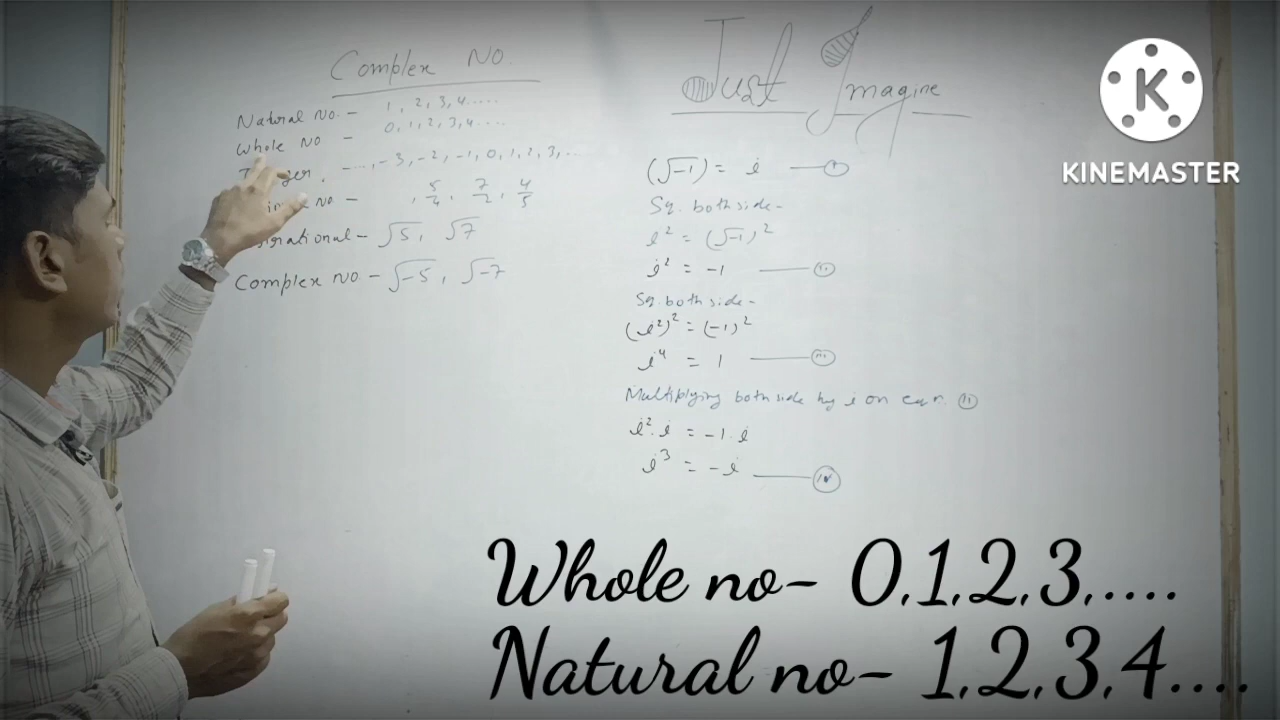 Complex No.
Natural No. - 1, 2, 3, 4.....
Whole No - 0, 1, 2, 3, 4....
...., -3, -2, -1, 0, 1, 2, 3, ...
No - , 5/4, 7/2, 4/5
- √5, √7
Complex No - √-5, √-7
Just Imagine
(√-1) = i — (i)
Sq. both side-
i² = (√-1)²
i² = -1 — (ii)
Sq. both side-
(i²)² = (-1)²
i⁴ = 1 — (iii)
Multiplying both side by i on eqn. (ii)
i².i = -1.i
i³ = -i — (iv)
K
KINEMASTER
Whole no- 0,1,2,3,....
Natural no- 1,2,3,4....